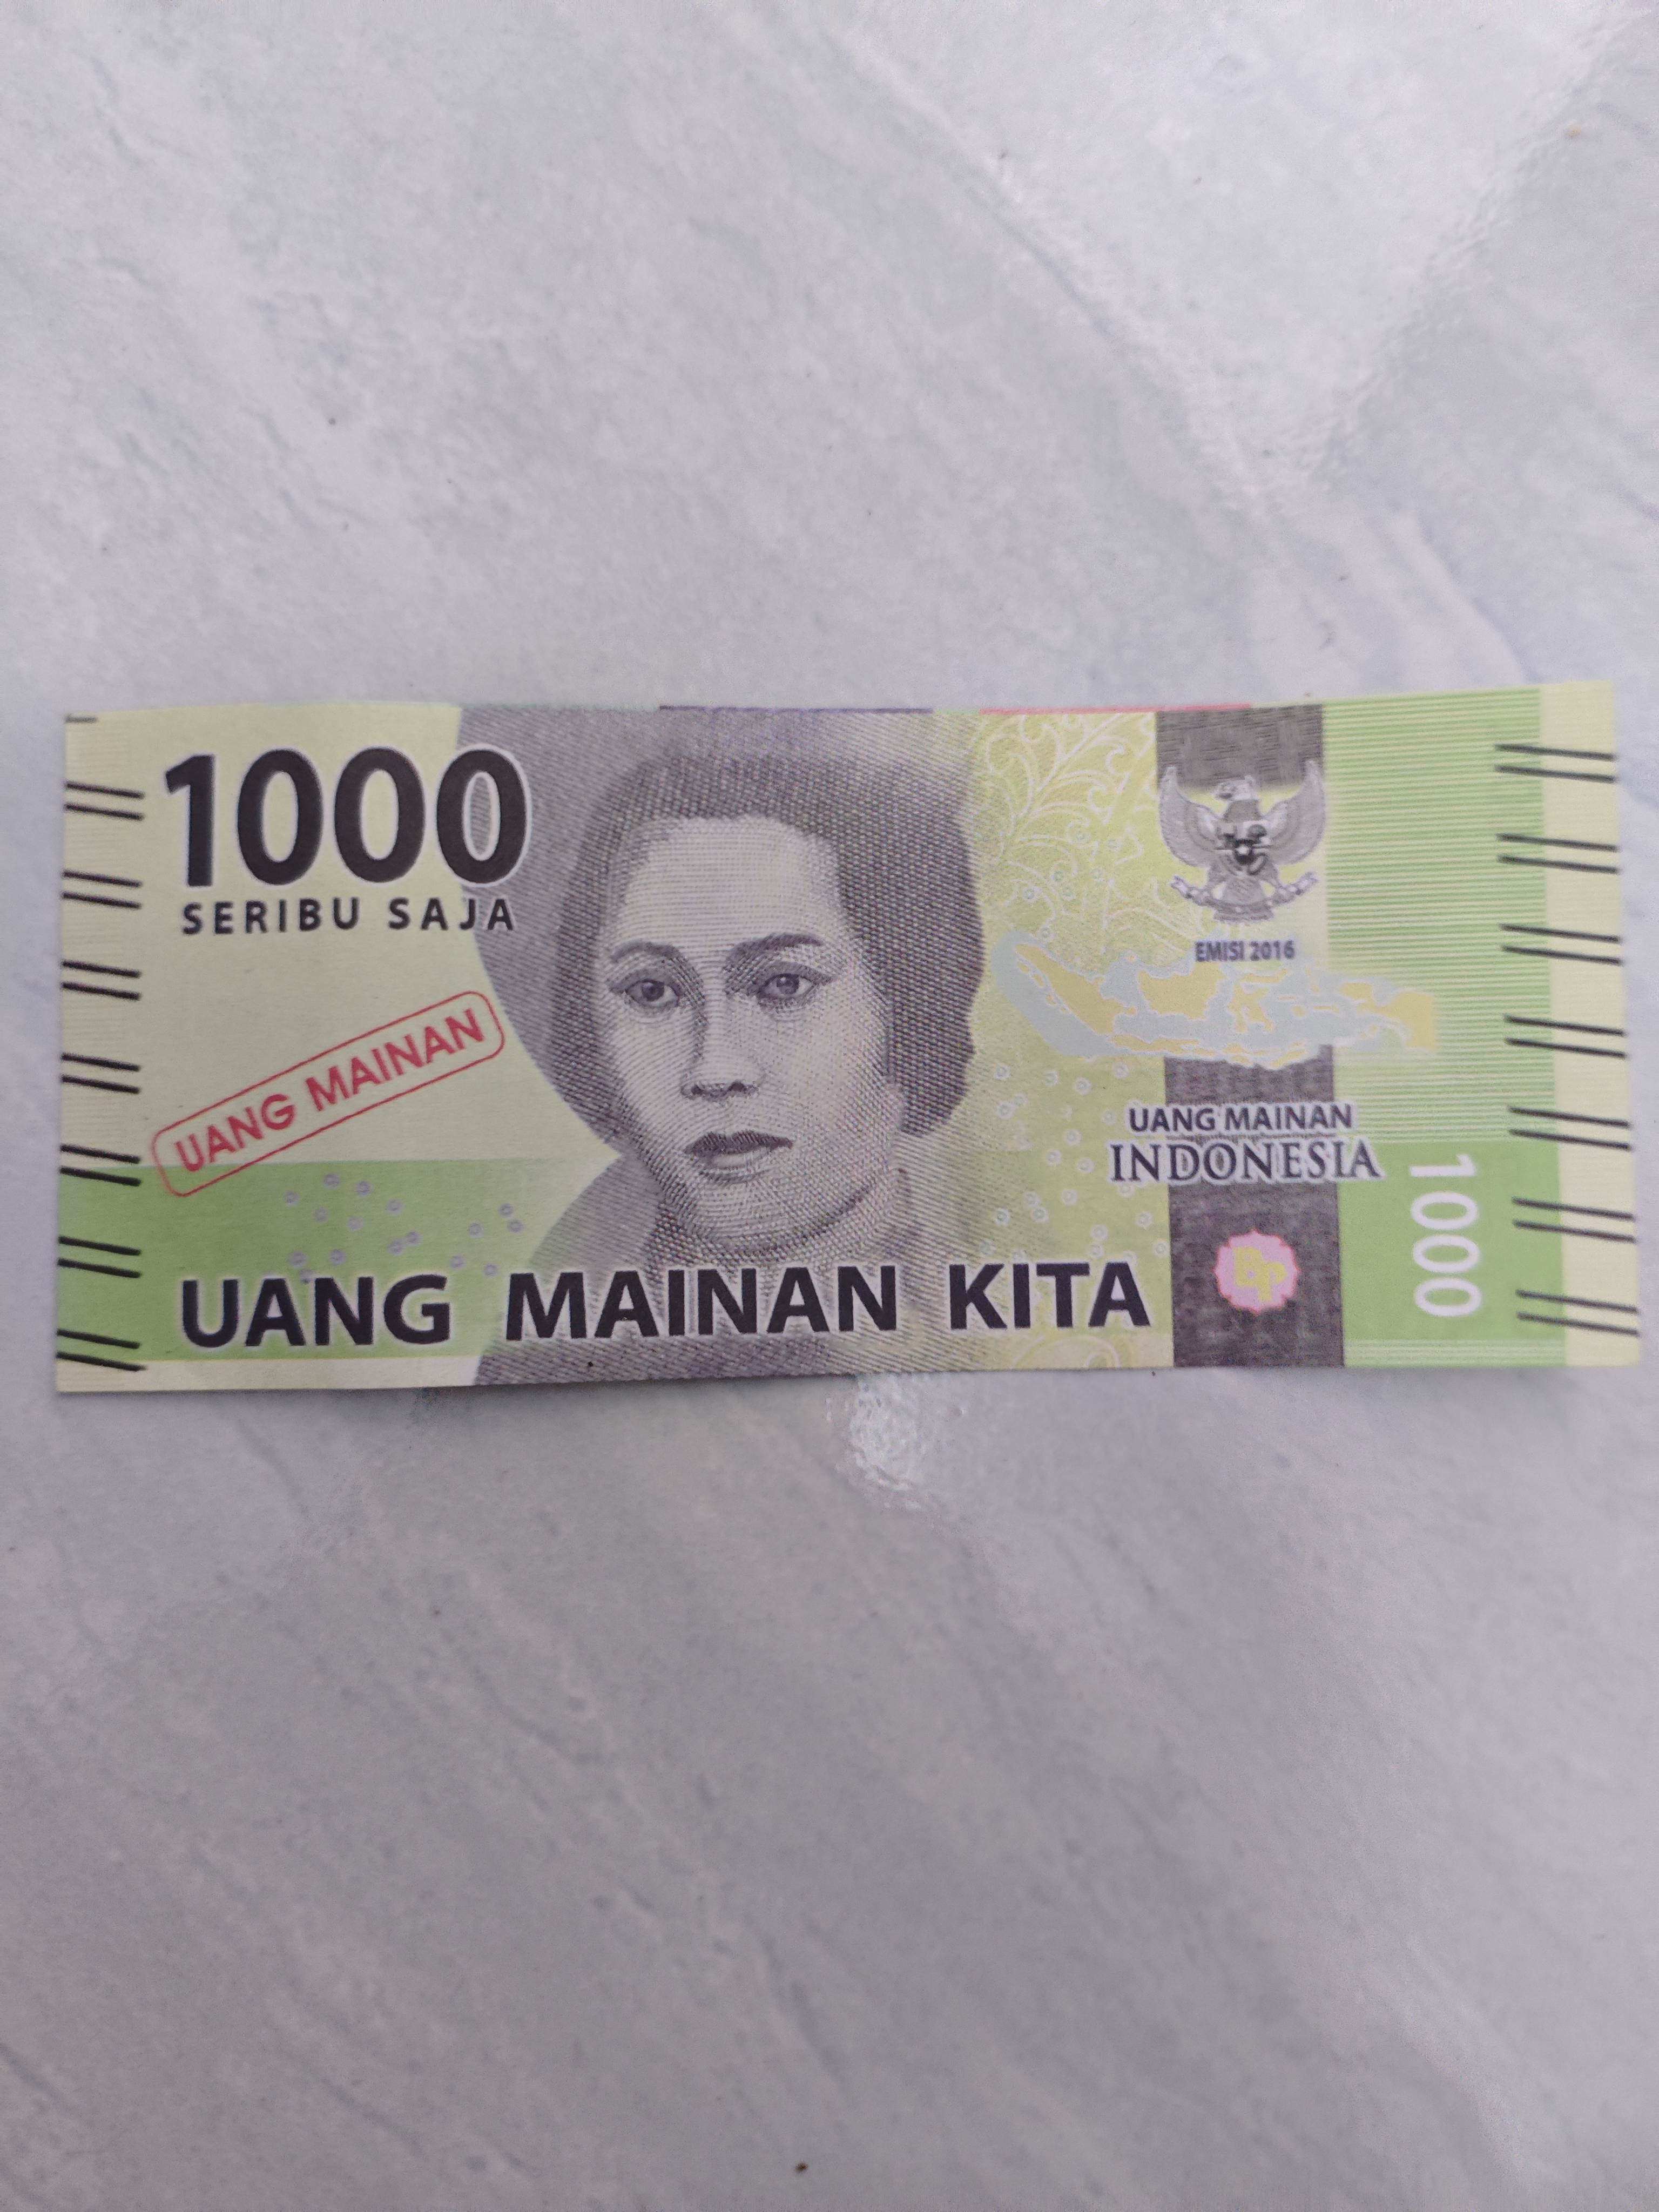 1000
SERIBU SAJA
UANG MAINAN
UANG MAINAN KITA
EMISI 2016
UANG MAINAN
INDONESIA
1000